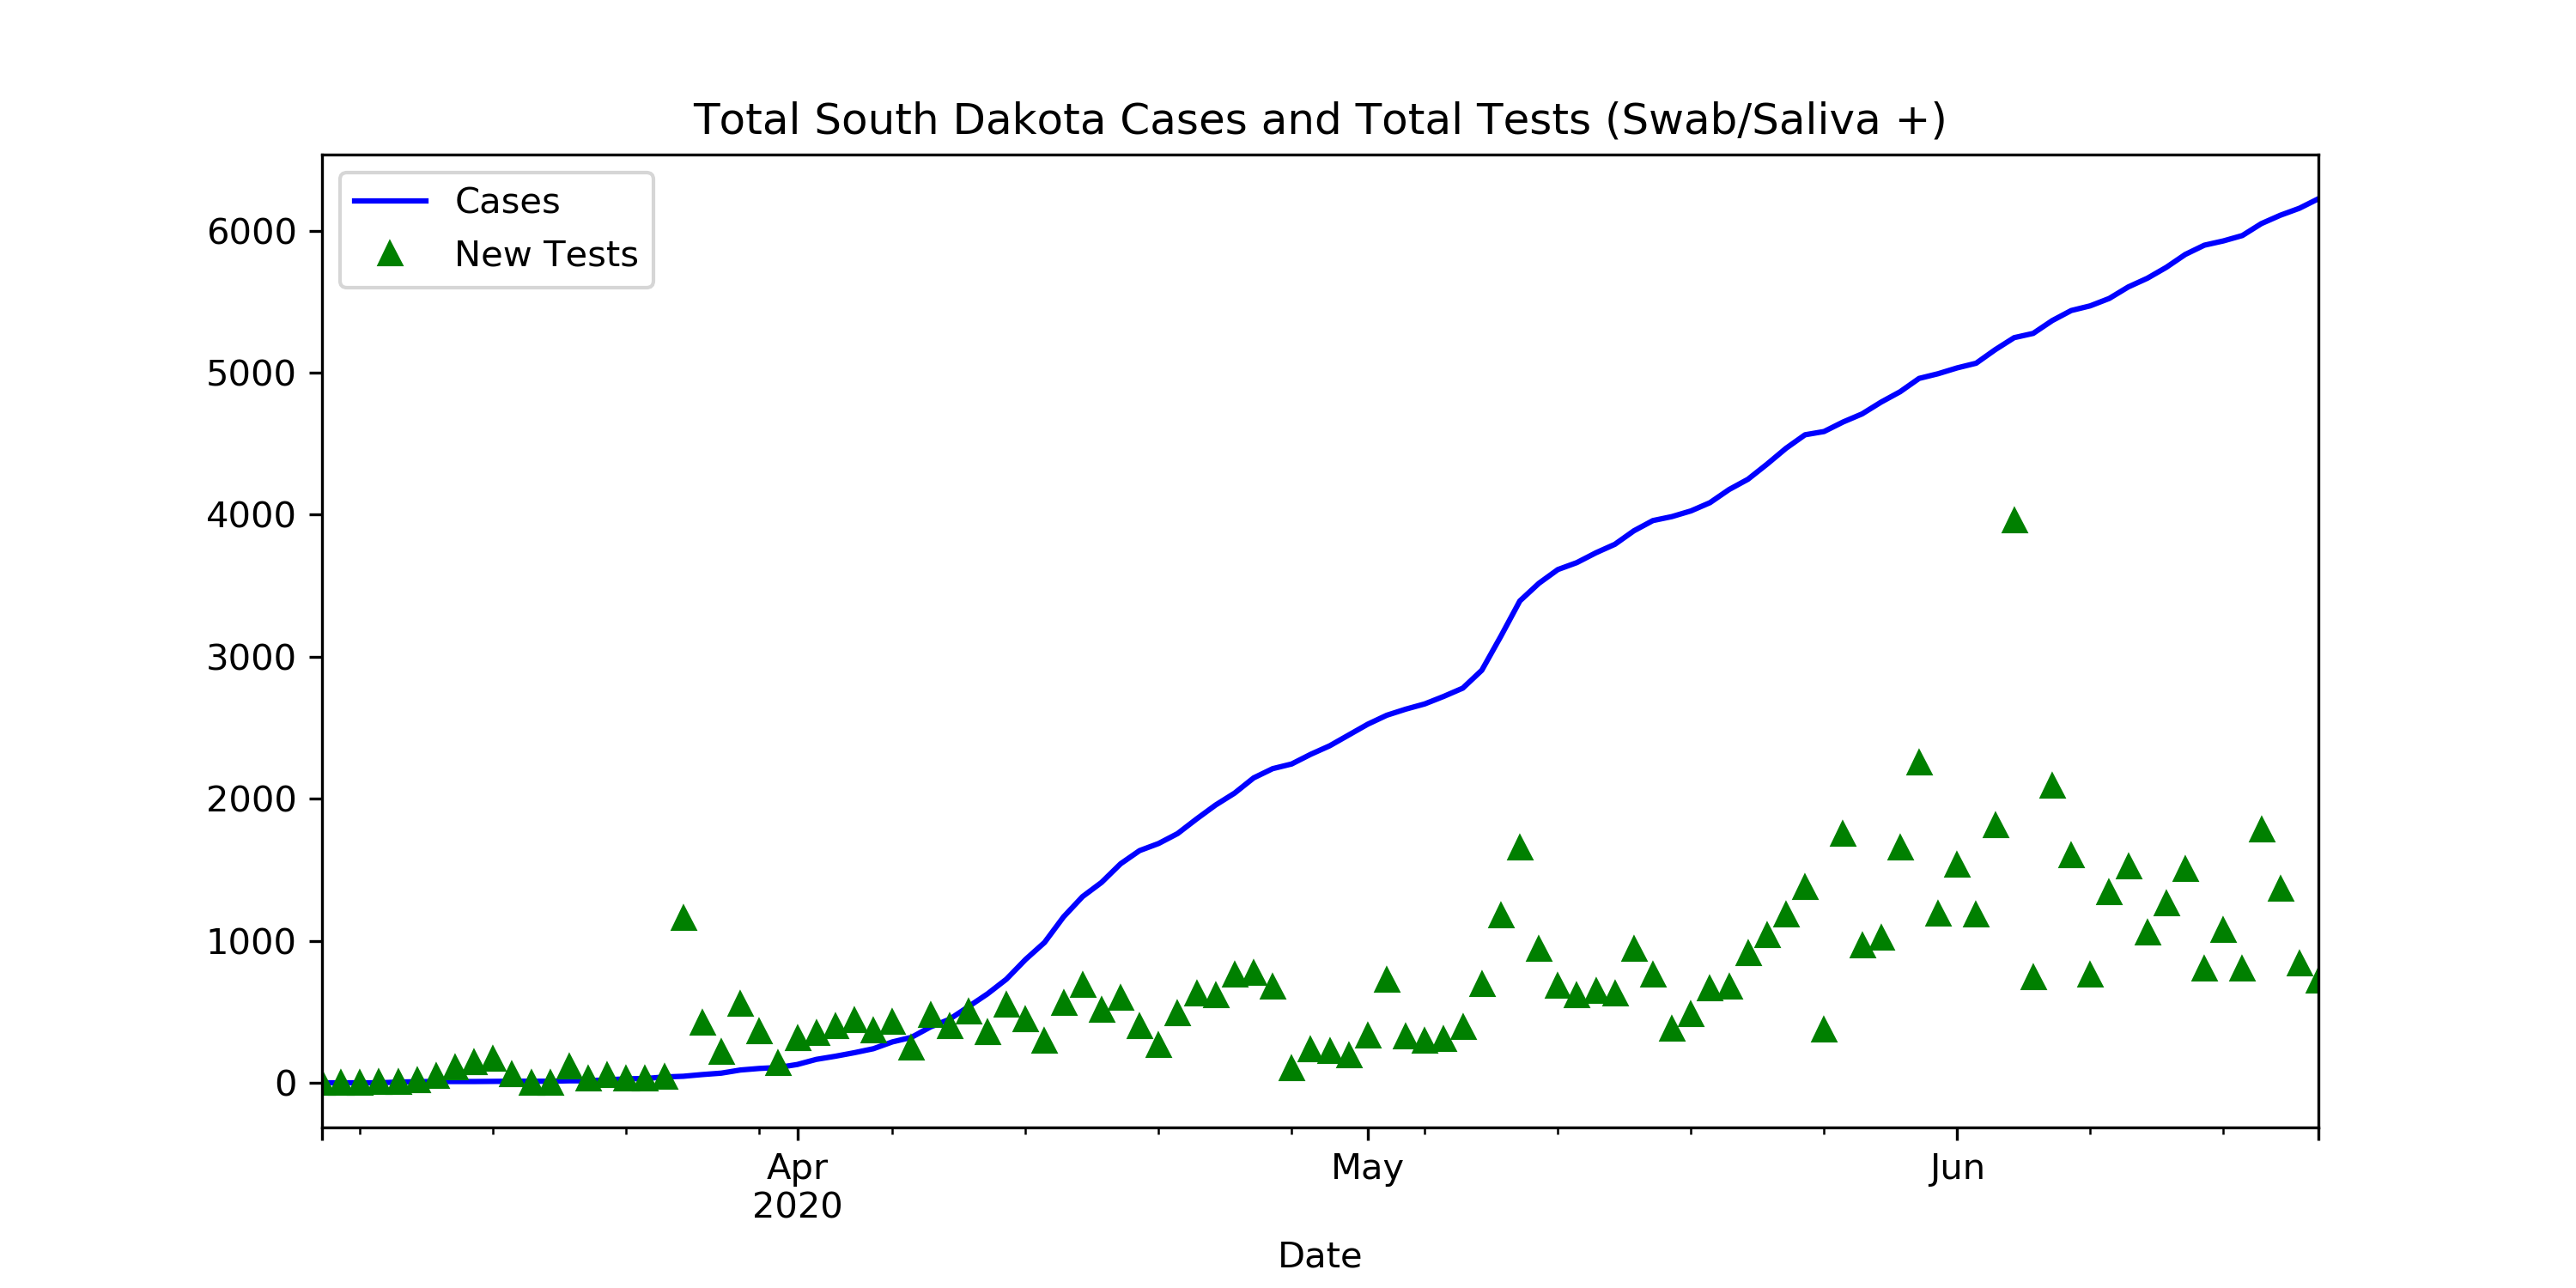 Total South Dakota Cases and Total Tests (Swab/Saliva +)
Cases
New Tests
6000
5000
4000
3000
2000
1000
0
Apr
2020
May
Jun
Date